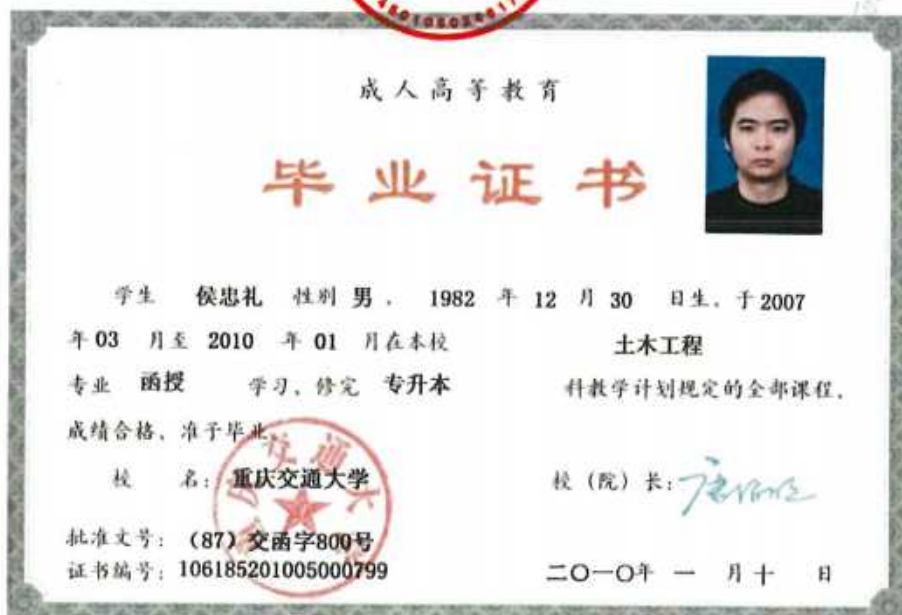 成人高等教育
毕业证书
学生 侯忠礼 性别 男 , 1982 年 12 月 30 日生, 于 2007
年 03 月至 2010 年 01 月在本校 土木工程
专业 函授 学习, 修完 专升本 科教学计划规定的全部课程,
成绩合格, 准予毕业
校 名: 重庆交通大学 校(院)长:
批准文号: (87) 交函字800号
证书编号: 106185201005000799 二〇一〇年 一 月 十 日
交通大